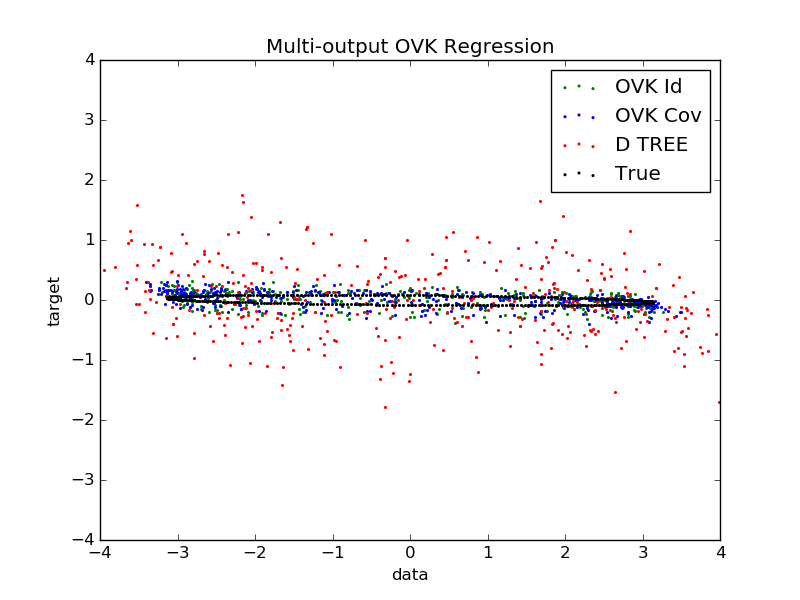 Multi-output OVK Regression
OVK Id
OVK Cov
D TREE
True
4
3
2
1
0
−1
−2
−3
−4
target
−4 −3 −2 −1 0 1 2 3 4
data